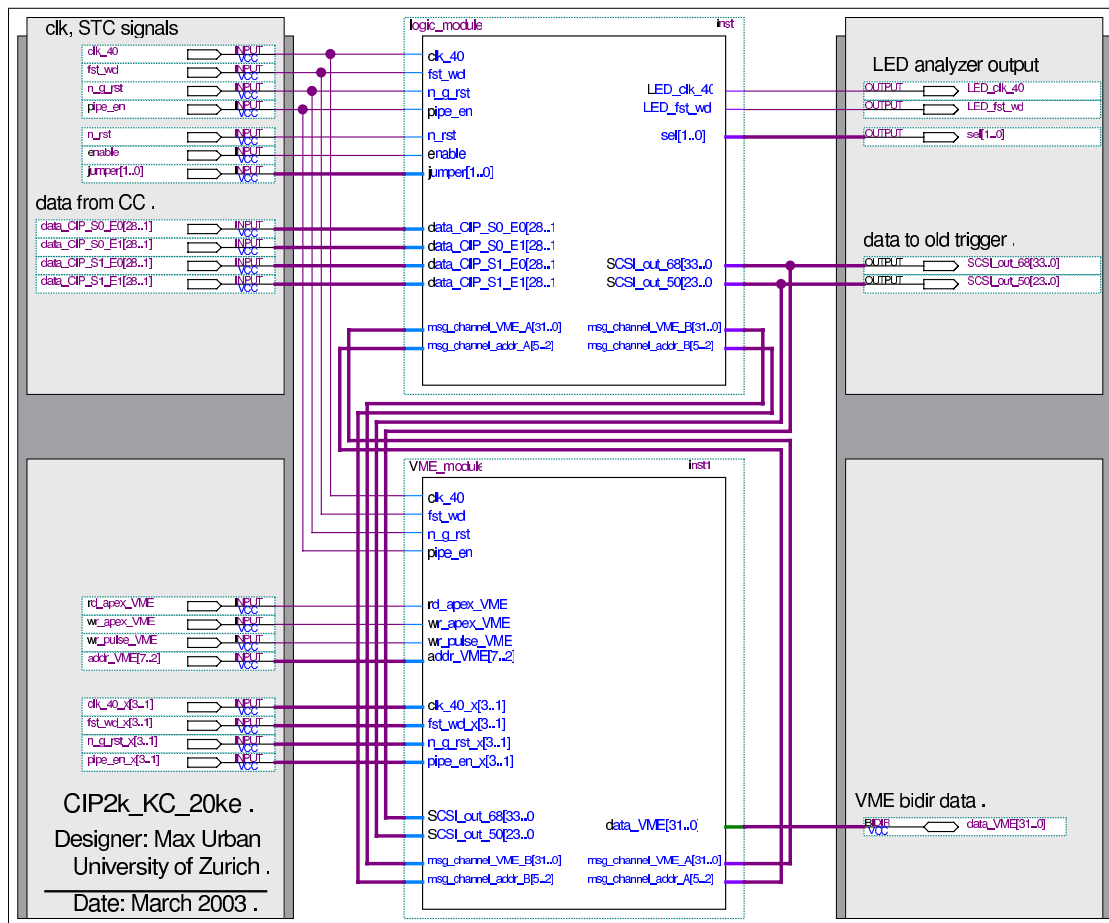 clk, STC signals
clk_40 INPUT VCC
fst_wd INPUT VCC
n_g_rst INPUT VCC
pipe_en INPUT VCC
n_rst INPUT VCC
enable INPUT VCC
jumper[1..0] INPUT VCC
data from CC .
data_CIP_S0_E0[28..1] INPUT VCC
data_CIP_S0_E1[28..1] INPUT VCC
data_CIP_S1_E0[28..1] INPUT VCC
data_CIP_S1_E1[28..1] INPUT VCC
logic_module inst
clk_40
fst_wd
n_g_rst
pipe_en
n_rst
enable
jumper[1..0]
data_CIP_S0_E0[28..1
data_CIP_S0_E1[28..1
data_CIP_S1_E0[28..1
data_CIP_S1_E1[28..1
msg_channel_VME_A[31..0]
msg_channel_addr_A[5..2]
LED_clk_40
LED_fst_wd
sel[1..0]
SCSI_out_68[33..0
SCSI_out_50[23..0
msg_channel_VME_B[31..0]
msg_channel_addr_B[5..2]
LED analyzer output
OUTPUT LED_clk_40
OUTPUT LED_fst_wd
OUTPUT sel[1..0]
data to old trigger .
OUTPUT SCSI_out_68[33..0]
OUTPUT SCSI_out_50[23..0]
rd_apex_VME INPUT VCC
wr_apex_VME INPUT VCC
wr_pulse_VME INPUT VCC
addr_VME[7..2] INPUT VCC
clk_40_x[3..1] INPUT VCC
fst_wd_x[3..1] INPUT VCC
n_g_rst_x[3..1] INPUT VCC
pipe_en_x[3..1] INPUT VCC
CIP2k_KC_20ke .
Designer: Max Urban
University of Zurich .
Date: March 2003 .
VME_module inst1
clk_40
fst_wd
n_g_rst
pipe_en
rd_apex_VME
wr_apex_VME
wr_pulse_VME
addr_VME[7..2]
clk_40_x[3..1]
fst_wd_x[3..1]
n_g_rst_x[3..1]
pipe_en_x[3..1]
SCSI_out_68[33..0
SCSI_out_50[23..0
msg_channel_VME_B[31..0]
msg_channel_addr_B[5..2]
data_VME[31..0]
msg_channel_VME_A[31..0]
msg_channel_addr_A[5..2]
VME bidir data .
BIDIR VCC data_VME[31..0]